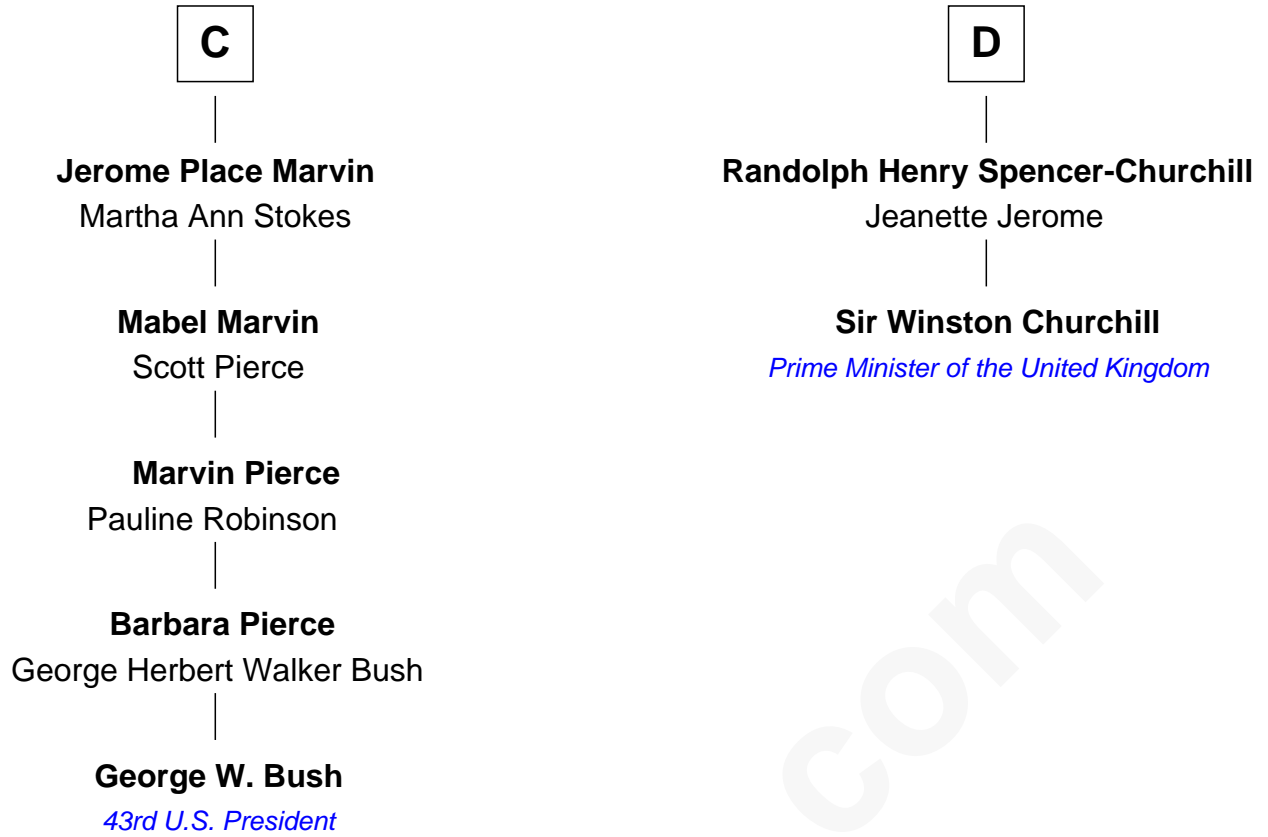 C
Jerome Place Marvin
Martha Ann Stokes
Mabel Marvin
Scott Pierce
Marvin Pierce
Pauline Robinson
Barbara Pierce
George Herbert Walker Bush
George W. Bush
43rd U.S. President
D
Randolph Henry Spencer-Churchill
Jeanette Jerome
Sir Winston Churchill
Prime Minister of the United Kingdom
com